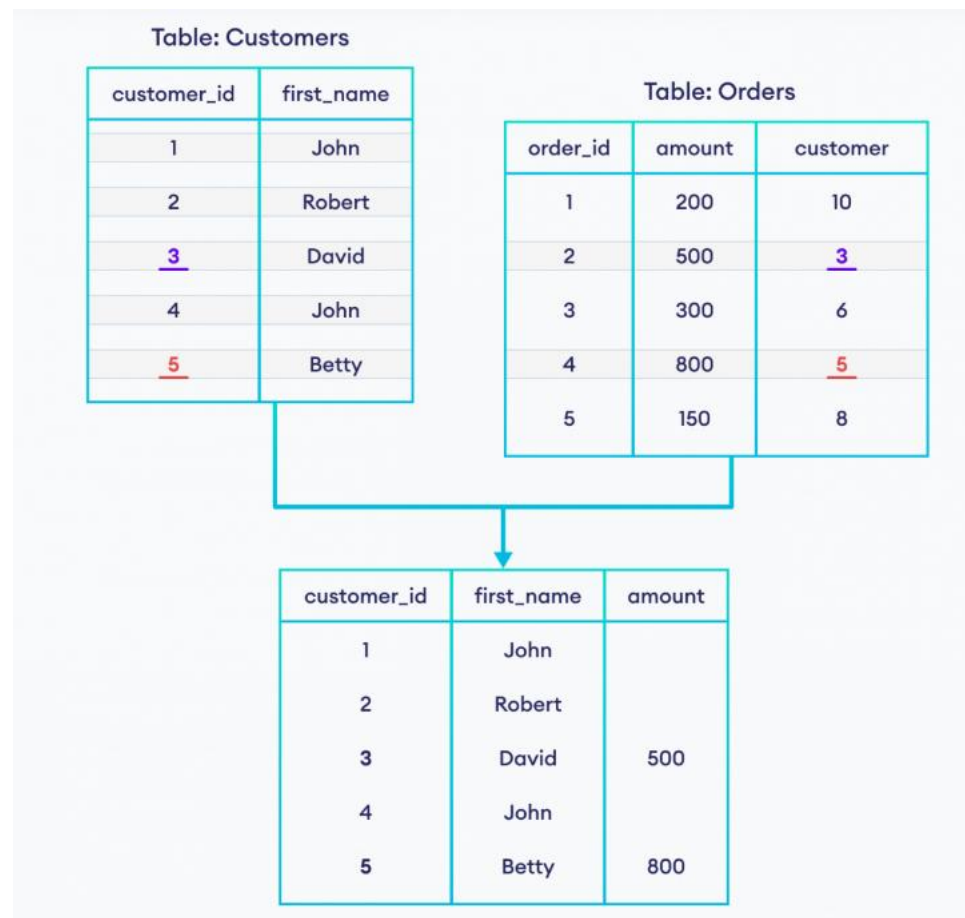 Table: Customers
customer_id first_name
1 John
2 Robert
3 David
4 John
5 Betty
Table: Orders
order_id amount customer
1 200 10
2 500 3
3 300 6
4 800 5
5 150 8
customer_id first_name amount
1 John
2 Robert
3 David 500
4 John
5 Betty 800